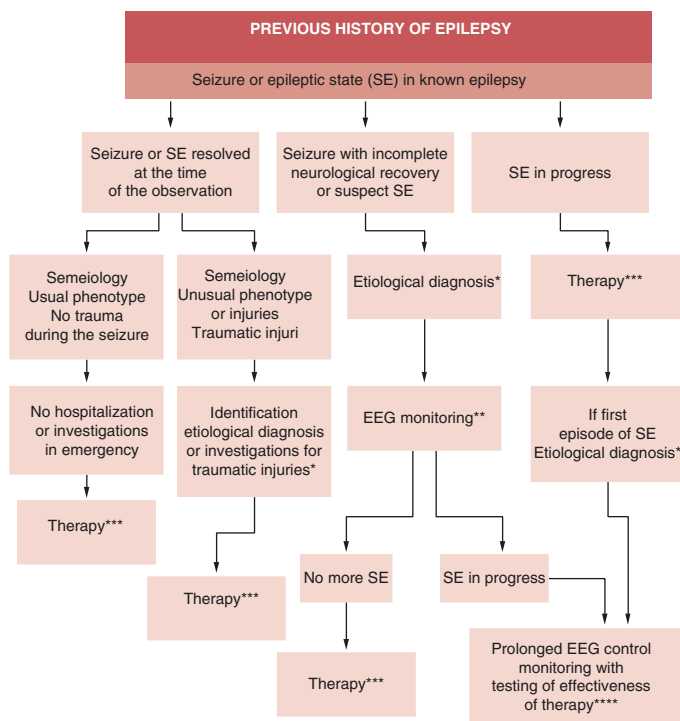 PREVIOUS HISTORY OF EPILEPSY
Seizure or epileptic state (SE) in known epilepsy
Seizure or SE resolved
at the time
of the observation
Seizure with incomplete
neurological recovery
or suspect SE
SE in progress
Semeiology
Usual phenotype
No trauma
during the seizure
Semeiology
Unusual phenotype
or injuries
Traumatic injuri
Etiological diagnosis*
Therapy***
No hospitalization
or investigations
in emergency
Identification
etiological diagnosis
or investigations for
traumatic injuries*
EEG monitoring**
If first
episode of SE
Etiological diagnosis*
Therapy***
Therapy***
No more SE
SE in progress
Therapy***
Prolonged EEG control
monitoring with
testing of effectiveness
of therapy****